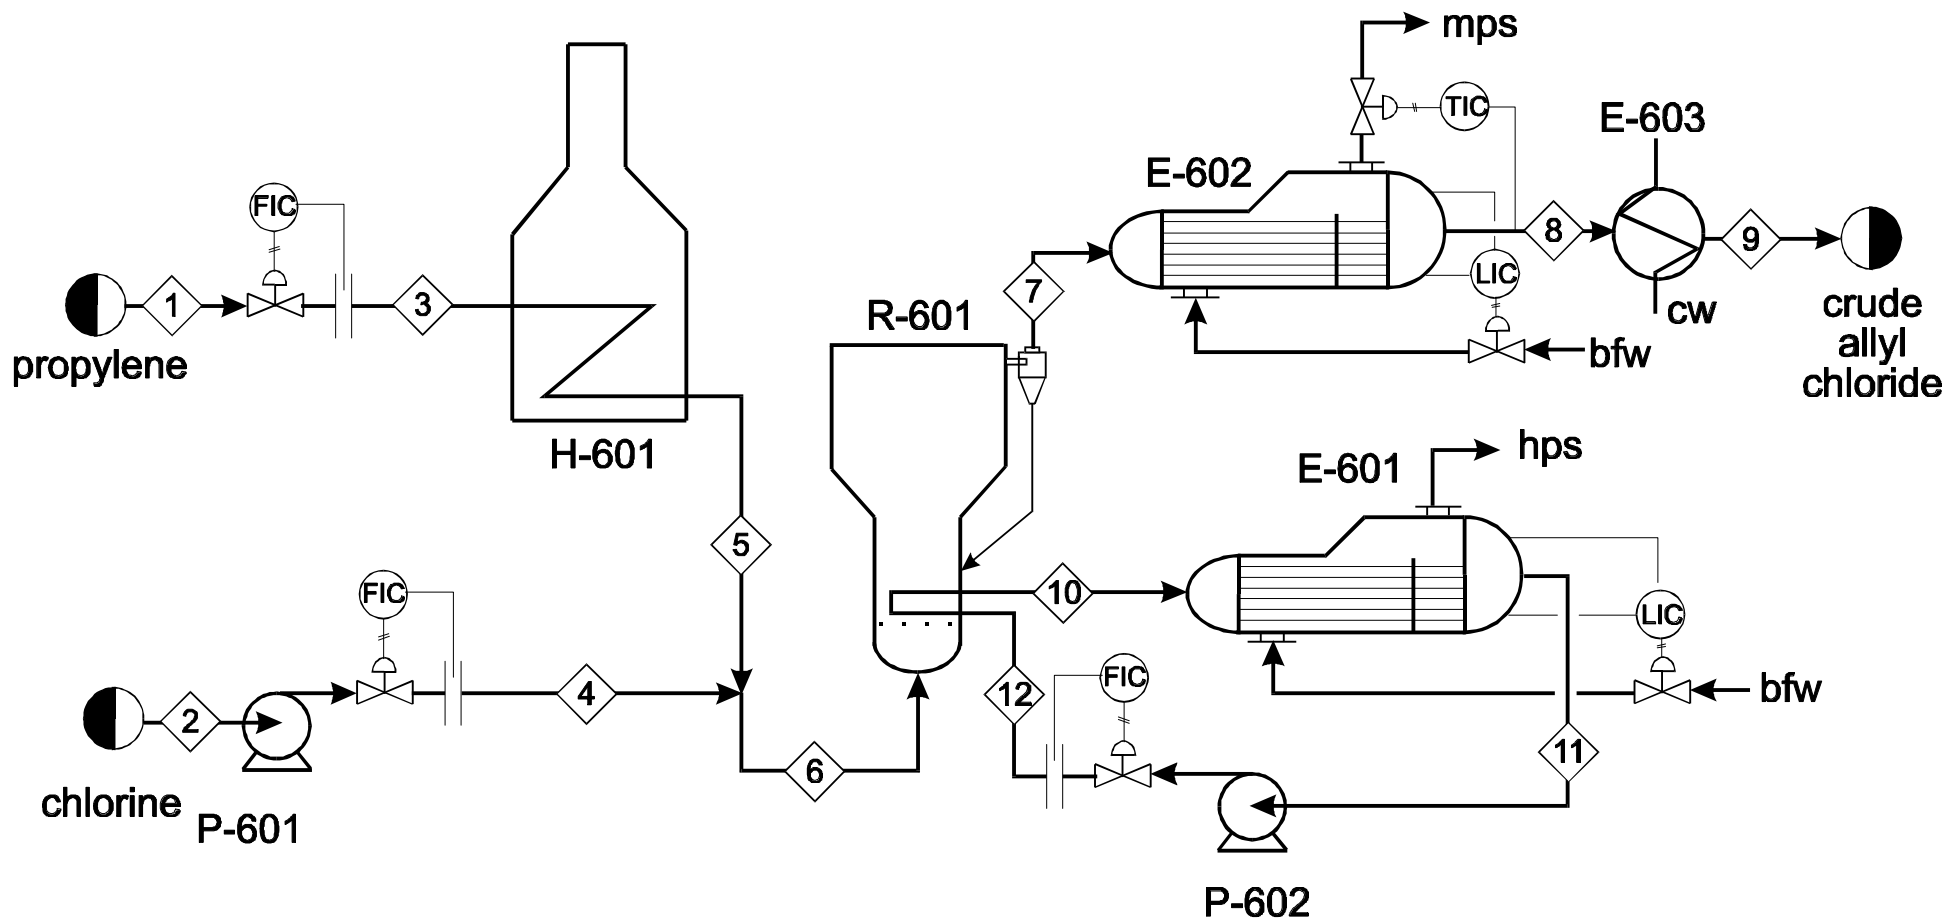 mps
TIC
E-603
E-602
FIC
8
9
LIC
7
1
3
cw
crude
allyl
chloride
R-601
bfw
propylene
H-601
hps
E-601
5
FIC
10
LIC
4
12
FIC
bfw
2
6
11
chlorine
P-601
P-602